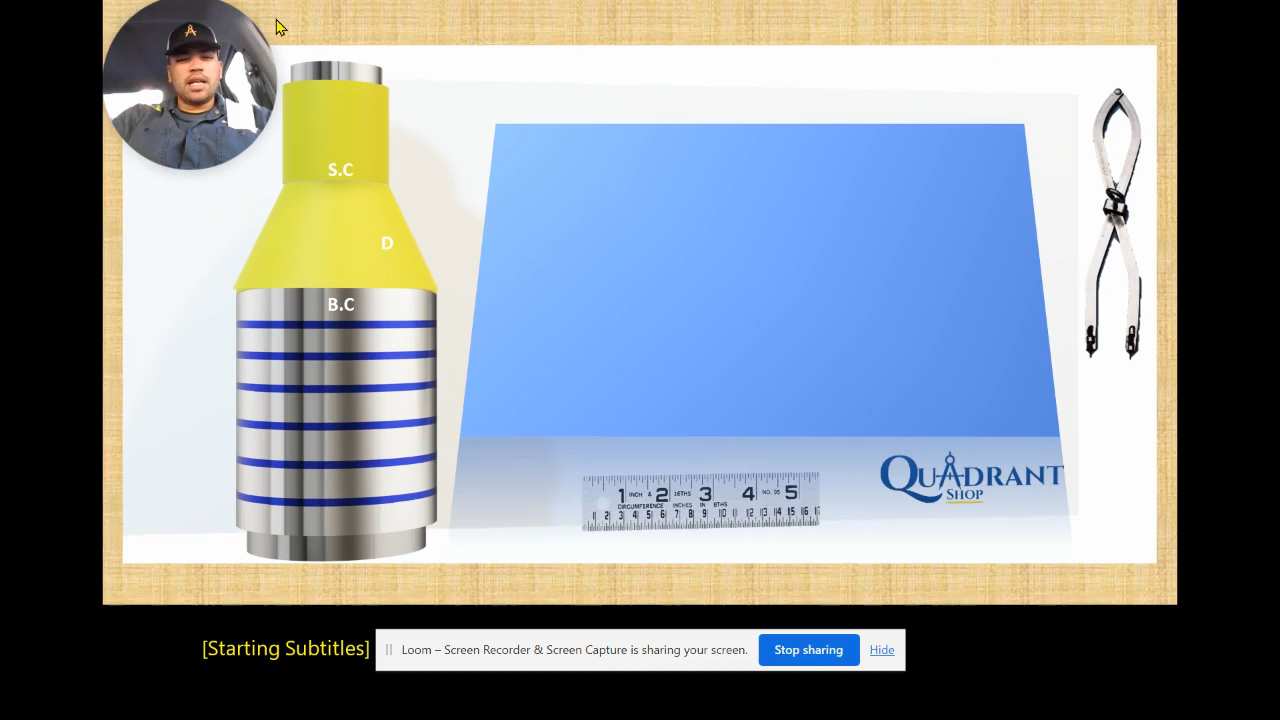 S.C
D
B.C
1 INCH & 2 16THS 3 4 NO. 95 5
CIRCUMFERENCE INCHES IN 8THS
1 2 3 4 5 6 7 8 9 10 11 12 13 14 15 16
QUADRANT
SHOP
[Starting Subtitles]
Loom – Screen Recorder & Screen Capture is sharing your screen.
Stop sharing
Hide